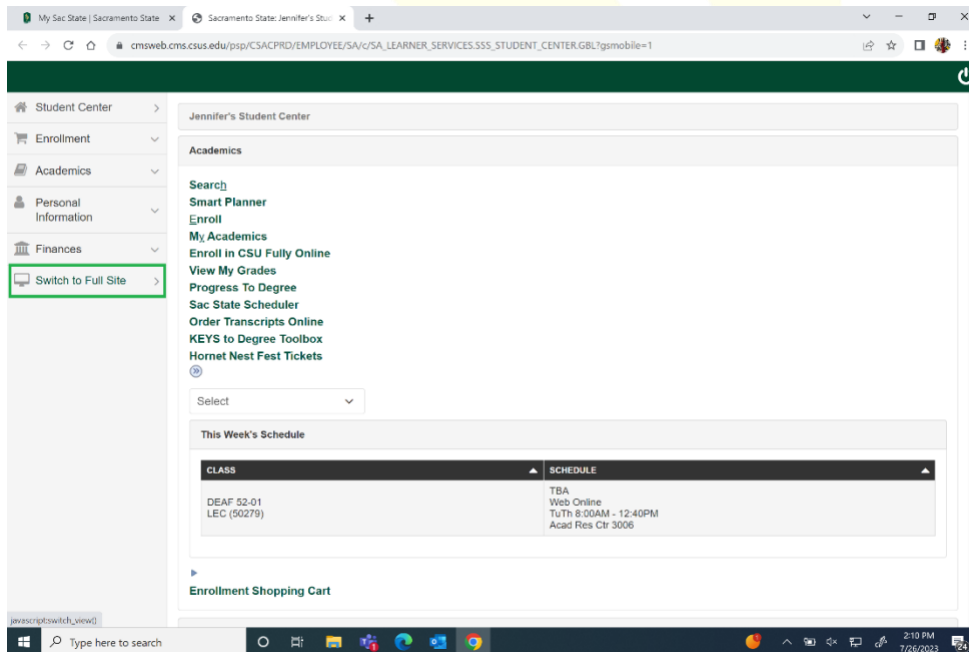 My Sac State | Sacramento State
Sacramento State: Jennifer's Stud
cmsweb.cms.csus.edu/psp/CSACPRD/EMPLOYEE/SA/c/SA_LEARNER_SERVICES.SSS_STUDENT_CENTER.GBL?gsmobile=1
Student Center
Enrollment
Academics
Personal
Information
Finances
Switch to Full Site
Jennifer's Student Center
Academics
Search
Smart Planner
Enroll
My Academics
Enroll in CSU Fully Online
View My Grades
Progress To Degree
Sac State Scheduler
Order Transcripts Online
KEYS to Degree Toolbox
Hornet Nest Fest Tickets
Select
This Week's Schedule
CLASS SCHEDULE
DEAF 52-01
LEC (50279)
TBA
Web Online
TuTh 8:00AM - 12:40PM
Acad Res Ctr 3006
Enrollment Shopping Cart
javascript:switch_view()
Type here to search
2:10 PM
7/26/2023
24